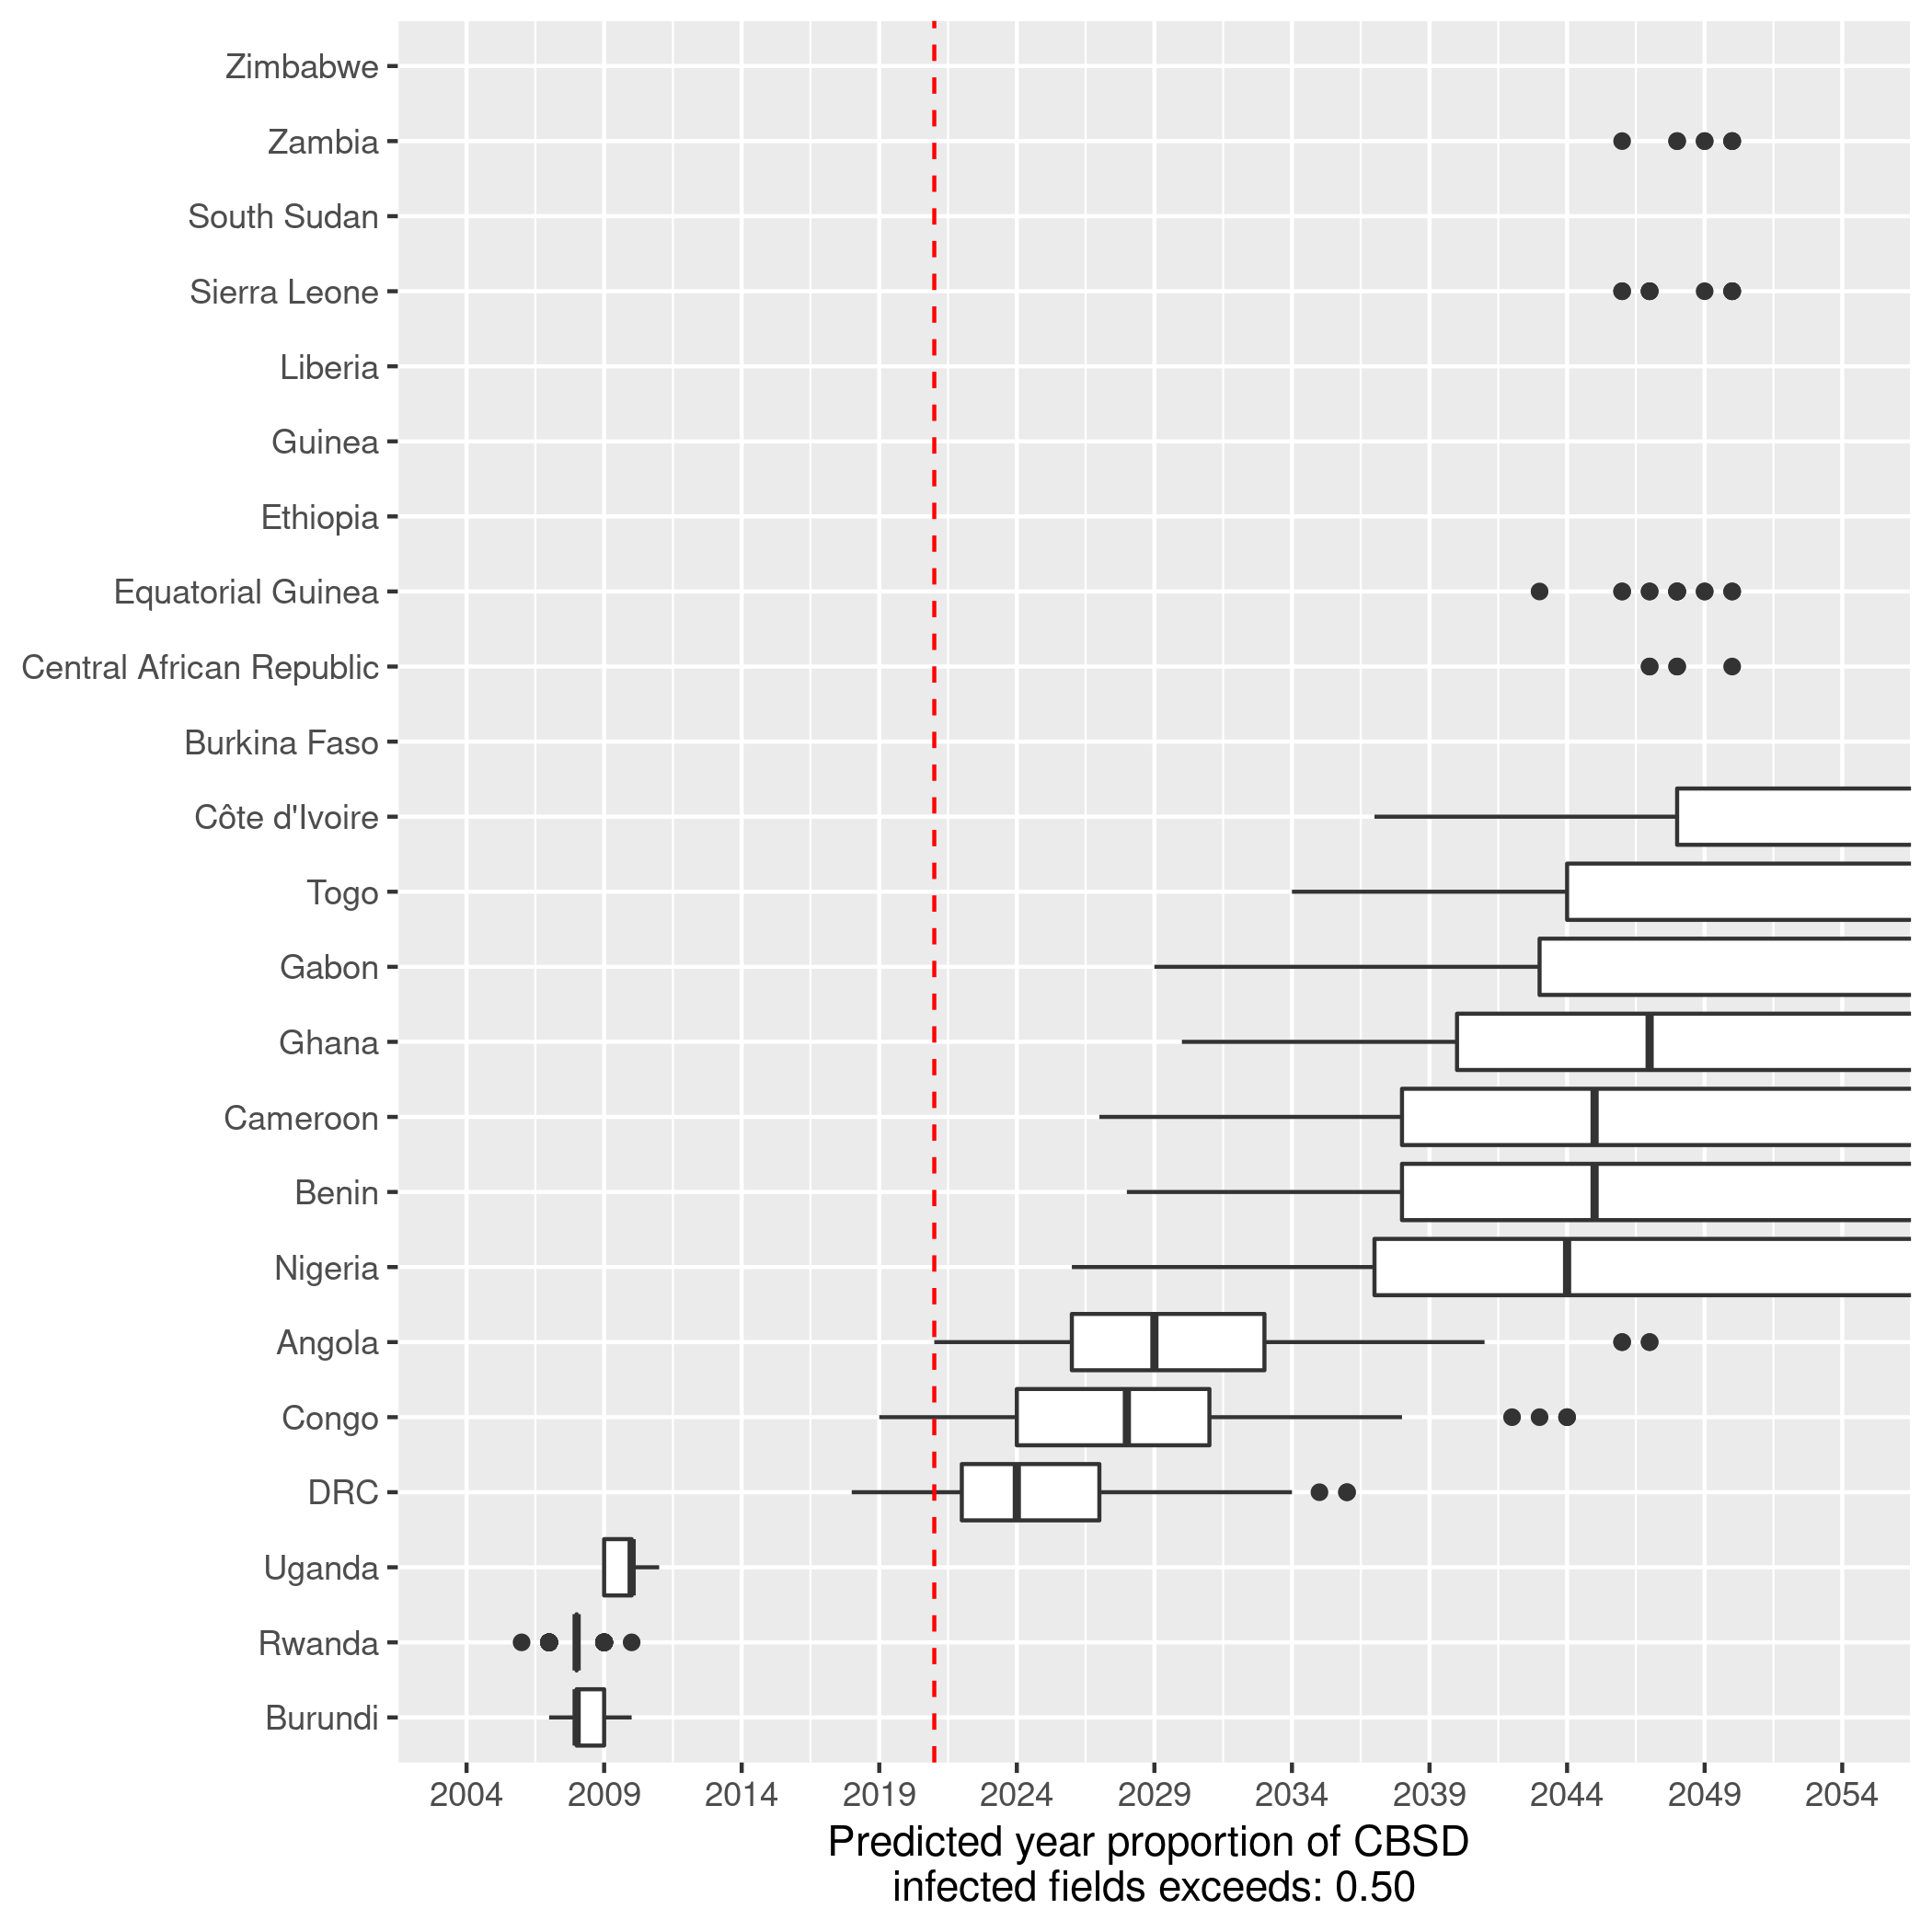 Zimbabwe
Zambia
South Sudan
Sierra Leone
Liberia
Guinea
Ethiopia
Equatorial Guinea
Central African Republic
Burkina Faso
Côte d'Ivoire
Togo
Gabon
Ghana
Cameroon
Benin
Nigeria
Angola
Congo
DRC
Uganda
Rwanda
Burundi
2004 2009 2014 2019 2024 2029 2034 2039 2044 2049 2054
Predicted year proportion of CBSD
infected fields exceeds: 0.50